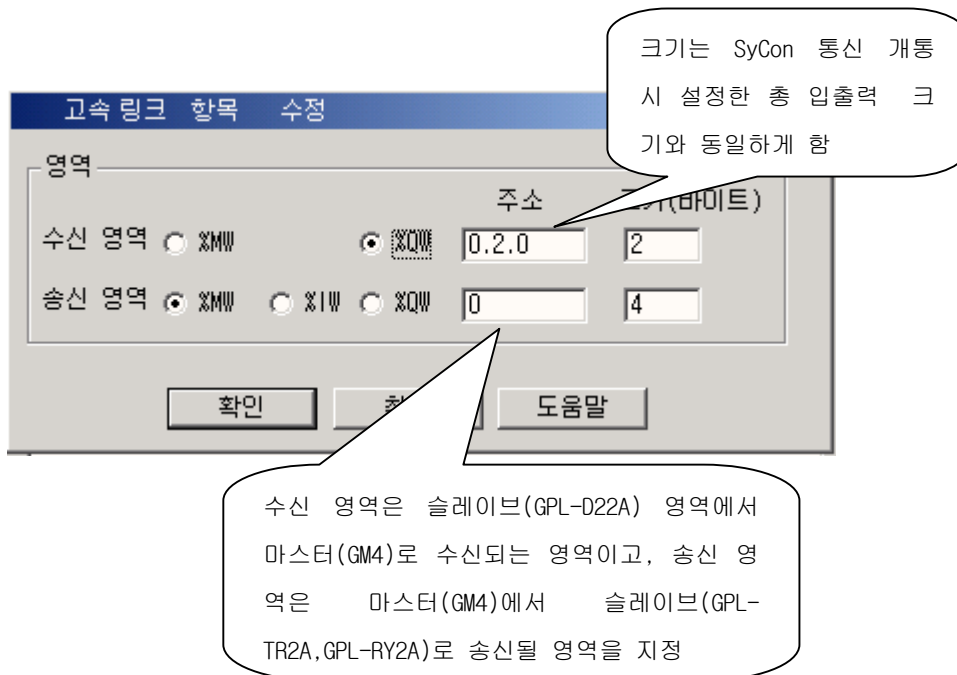 크기는 SyCon 통신 개통
시 설정한 총 입출력 크
기와 동일하게 함
고속 링크 항목 수정
영역
주소
수신 영역 %MW %QW 0.2.0 2
송신 영역 %MW %IW %QW 0 4
확인 도움말
수신 영역은 슬레이브(GPL-D22A) 영역에서
마스터(GM4)로 수신되는 영역이고, 송신 영
역은 마스터(GM4)에서 슬레이브(GPL-
TR2A,GPL-RY2A)로 송신될 영역을 지정